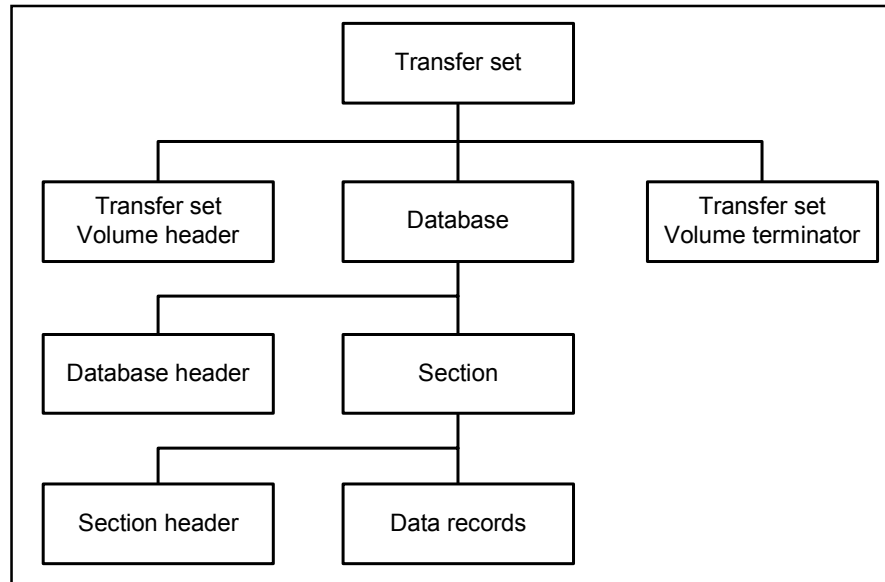 Transfer set
Transfer set
Volume header
Database
Transfer set
Volume terminator
Database header
Section
Section header
Data records